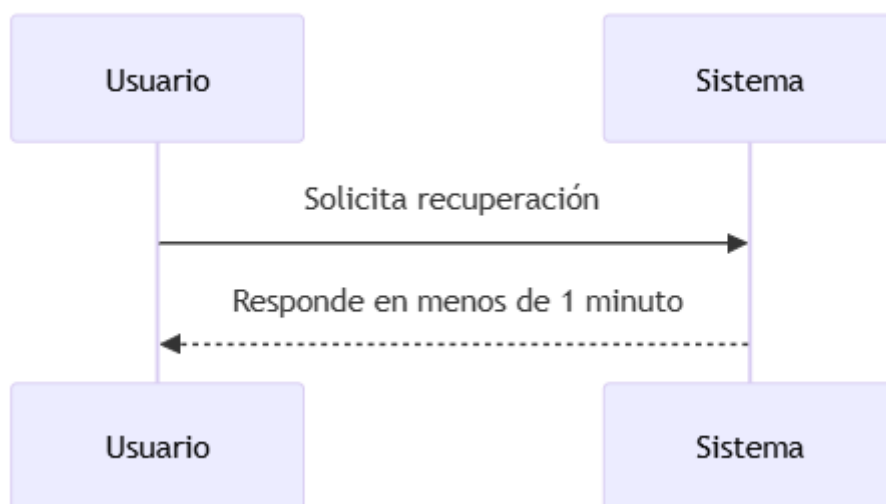 Usuario
Sistema
Solicita recuperación
Responde en menos de 1 minuto
Usuario
Sistema